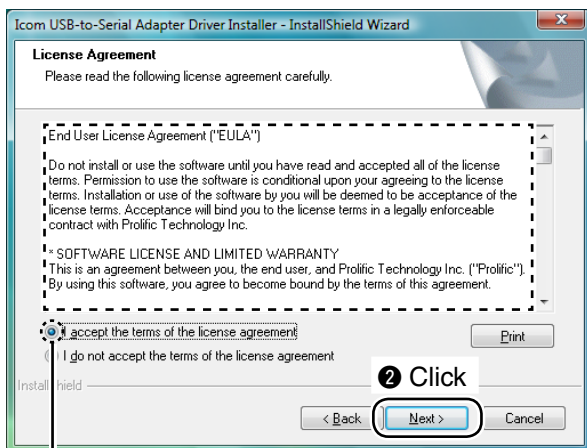 Icom USB-to-Serial Adapter Driver Installer - InstallShield Wizard
License Agreement
Please read the following license agreement carefully.
End User License Agreement ("EULA")
Do not install or use the software until you have read and accepted all of the license
terms. Permission to use the software is conditional upon your agreeing to the license
terms. Installation or use of the software by you will be deemed to be acceptance of the
license terms. Acceptance will bind you to the license terms in a legally enforceable
contract with Prolific Technology Inc.
* SOFTWARE LICENSE AND LIMITED WARRANTY
This is an agreement between you, the end user, and Prolific Technology Inc. ("Prolific").
By using this software, you agree to become bound by the terms of this agreement.
I accept the terms of the license agreement
Print
I do not accept the terms of the license agreement
InstallShield
❷ Click
< Back
Next >
Cancel